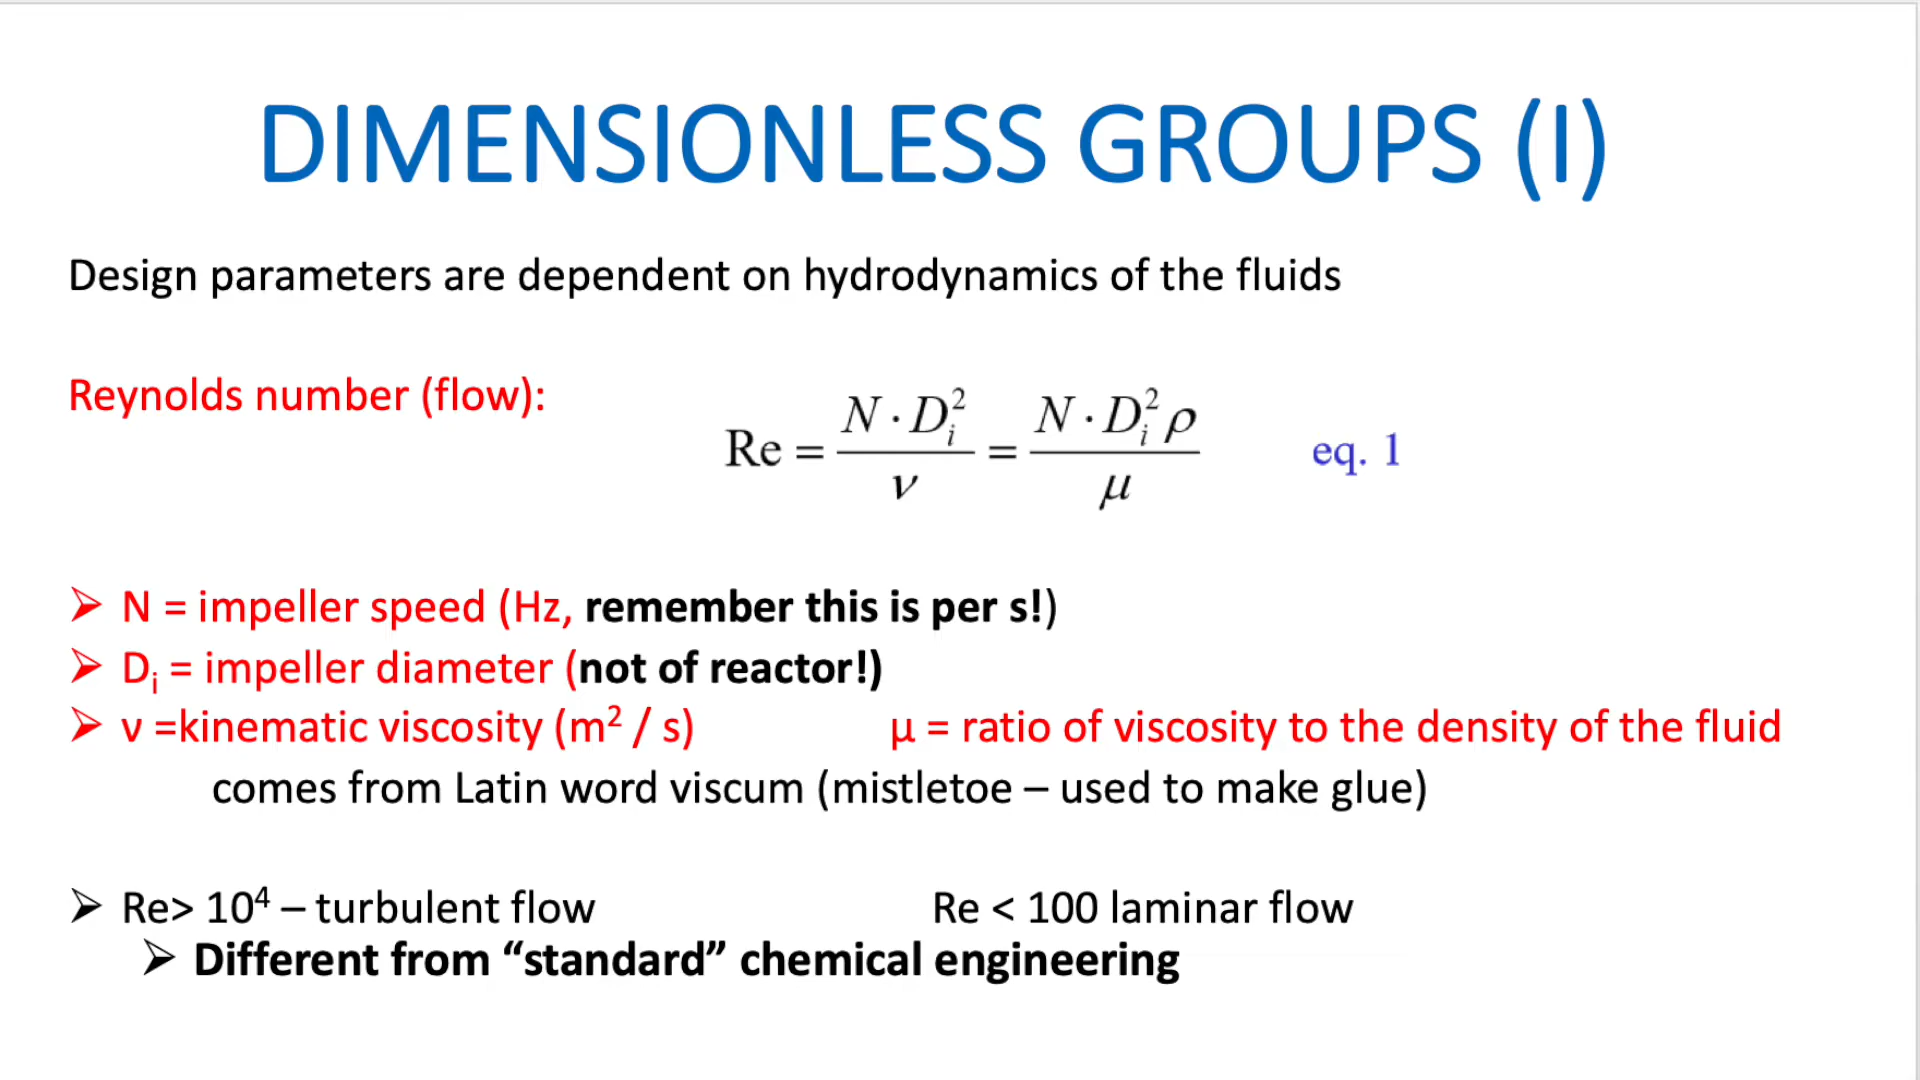 DIMENSIONLESS GROUPS (I)
Design parameters are dependent on hydrodynamics of the fluids
Reynolds number (flow):
Re = N · Dᵢ² / ν = N · Dᵢ² ρ / μ eq. 1
➢ N = impeller speed (Hz, remember this is per s!)
➢ Dᵢ = impeller diameter (not of reactor!)
➢ ν =kinematic viscosity (m² / s) μ = ratio of viscosity to the density of the fluid
comes from Latin word viscum (mistletoe – used to make glue)
➢ Re> 10⁴ – turbulent flow Re < 100 laminar flow
➢ Different from “standard” chemical engineering